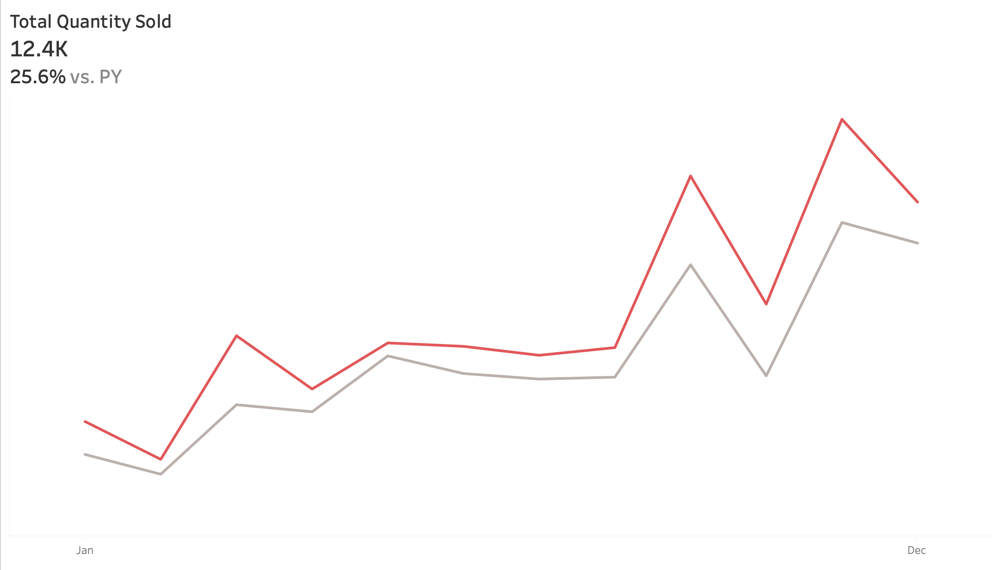 Total Quantity Sold
12.4K
25.6% vs. PY
Jan
Dec